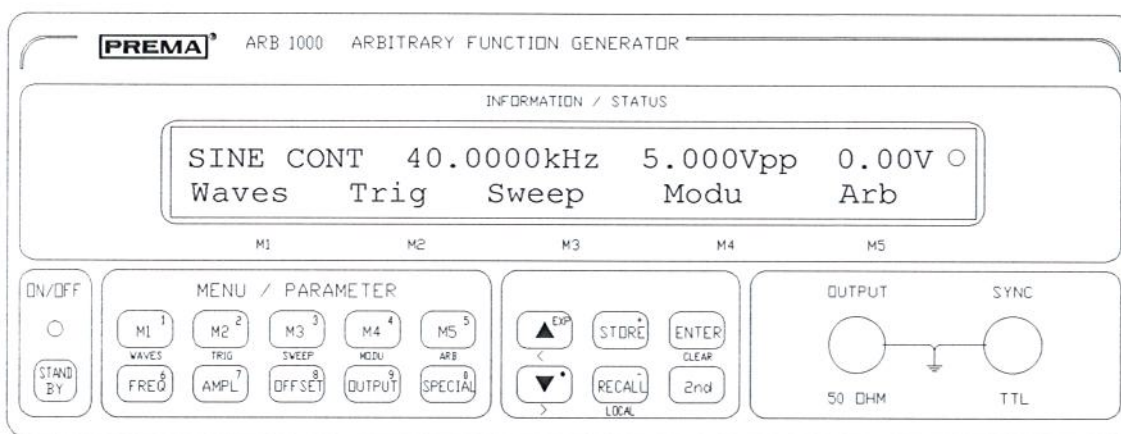 PREMA ARB 1000 ARBITRARY FUNCTION GENERATOR
INFORMATION / STATUS
SINE CONT 40.0000kHz 5.000Vpp 0.00V
Waves Trig Sweep Modu Arb
M1 M2 M3 M4 M5
ON/OFF
STAND BY
MENU / PARAMETER
M1 1 M2 2 M3 3 M4 4 M5 5
WAVES TRIG SWEEP MODU ARB
FREQ 6 AMPL 7 OFFSET 8 OUTPUT 9 SPECIAL 0
▲ EXP STORE + ENTER
< CLEAR
▼ • RECALL - 2nd
> LOCAL
OUTPUT SYNC
50 OHM TTL